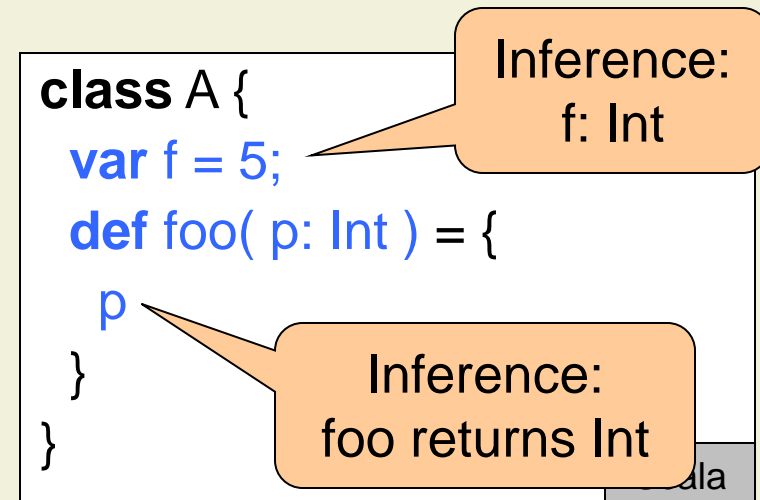 class A {
var f = 5;
def foo( p: Int ) = {
p
}
}
Inference:
f: Int
Inference:
foo returns Int